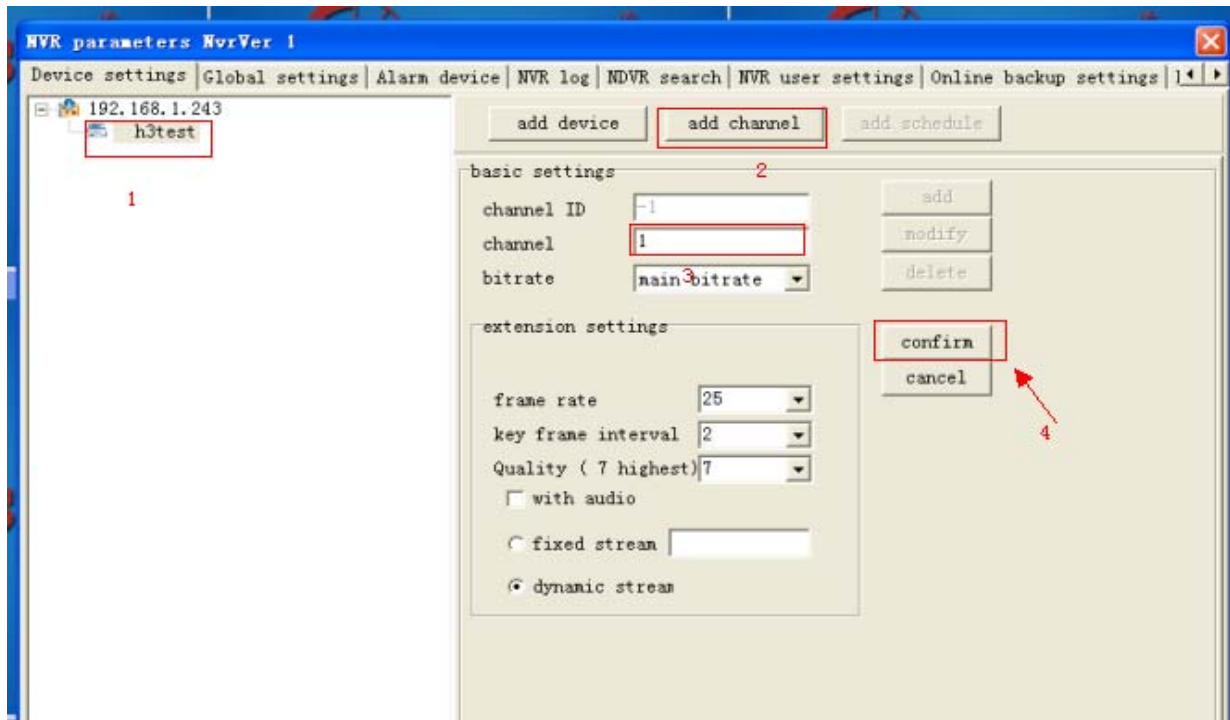 NVR parameters NvrVer 1
Device settings Global settings Alarm device NVR log NDVR search NVR user settings Online backup settings
192.168.1.243
h3test
1
add device add channel add schedule
2
basic settings
channel ID -1
channel 1
bitrate main bitrate
3
add
modify
delete
extension settings
confirm
cancel
4
frame rate 25
key frame interval 2
Quality ( 7 highest) 7
with audio
fixed stream
dynamic stream